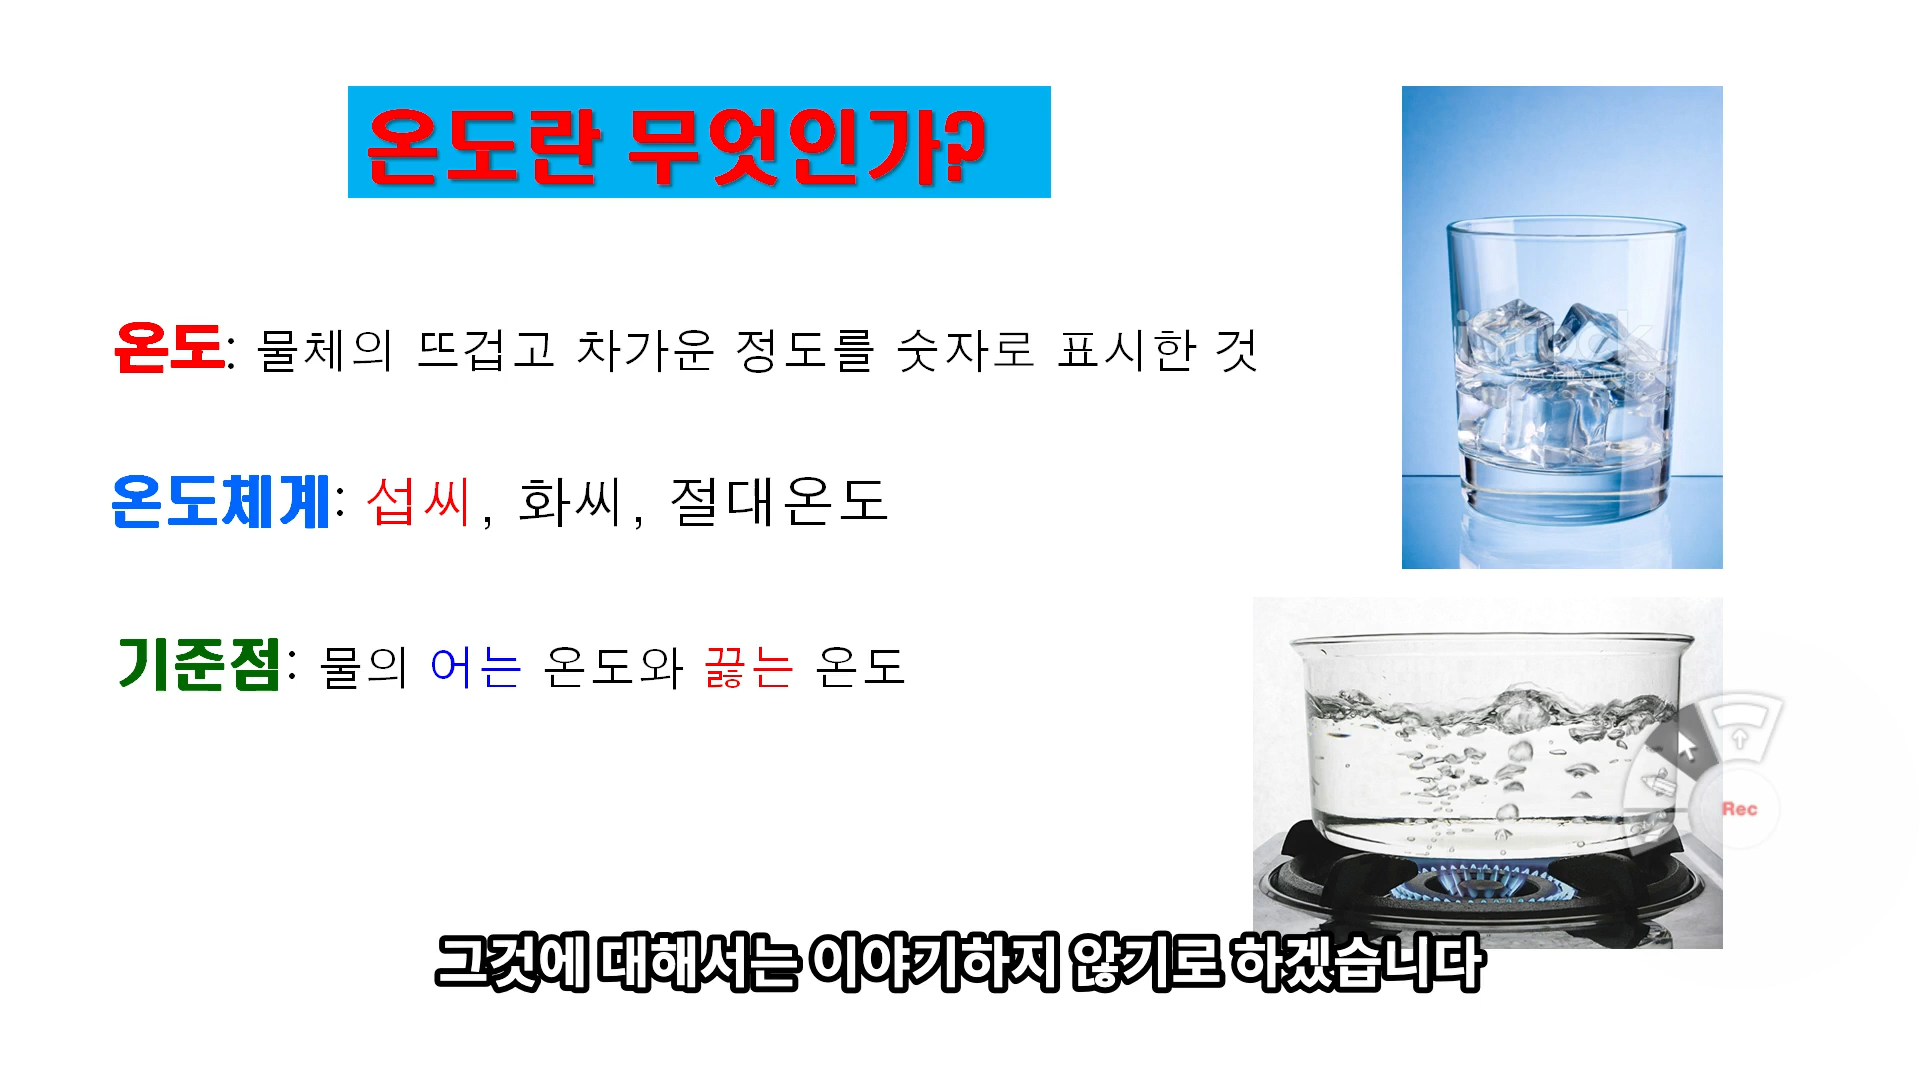 온도란 무엇인가?
온도: 물체의 뜨겁고 차가운 정도를 숫자로 표시한 것
온도체계: 섭씨, 화씨, 절대온도
기준점: 물의 어는 온도와 끓는 온도
Rec
그것에 대해서는 이야기하지 않기로 하겠습니다